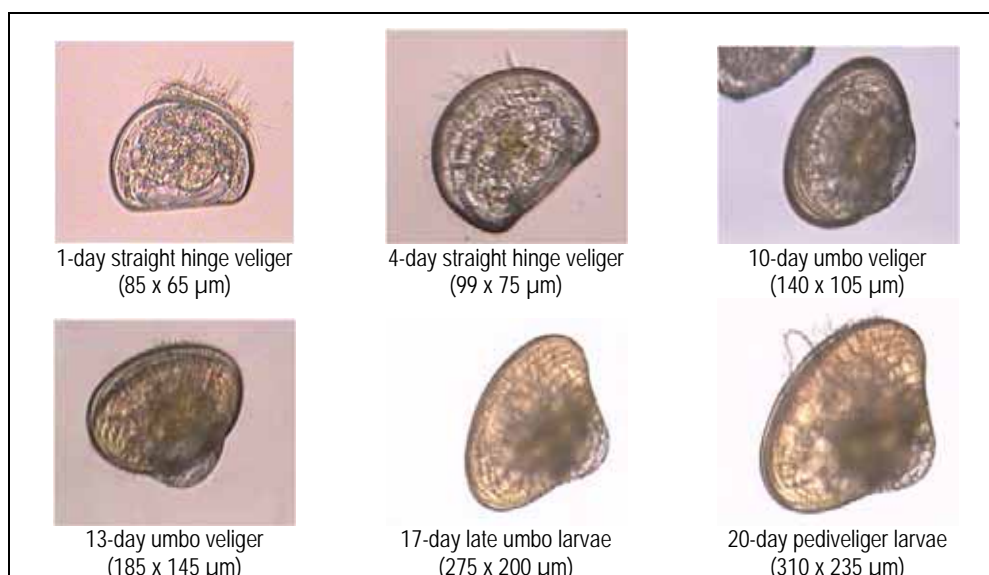 1-day straight hinge veliger
(85 x 65 µm)
4-day straight hinge veliger
(99 x 75 µm)
10-day umbo veliger
(140 x 105 µm)
13-day umbo veliger
(185 x 145 µm)
17-day late umbo larvae
(275 x 200 µm)
20-day pediveliger larvae
(310 x 235 µm)